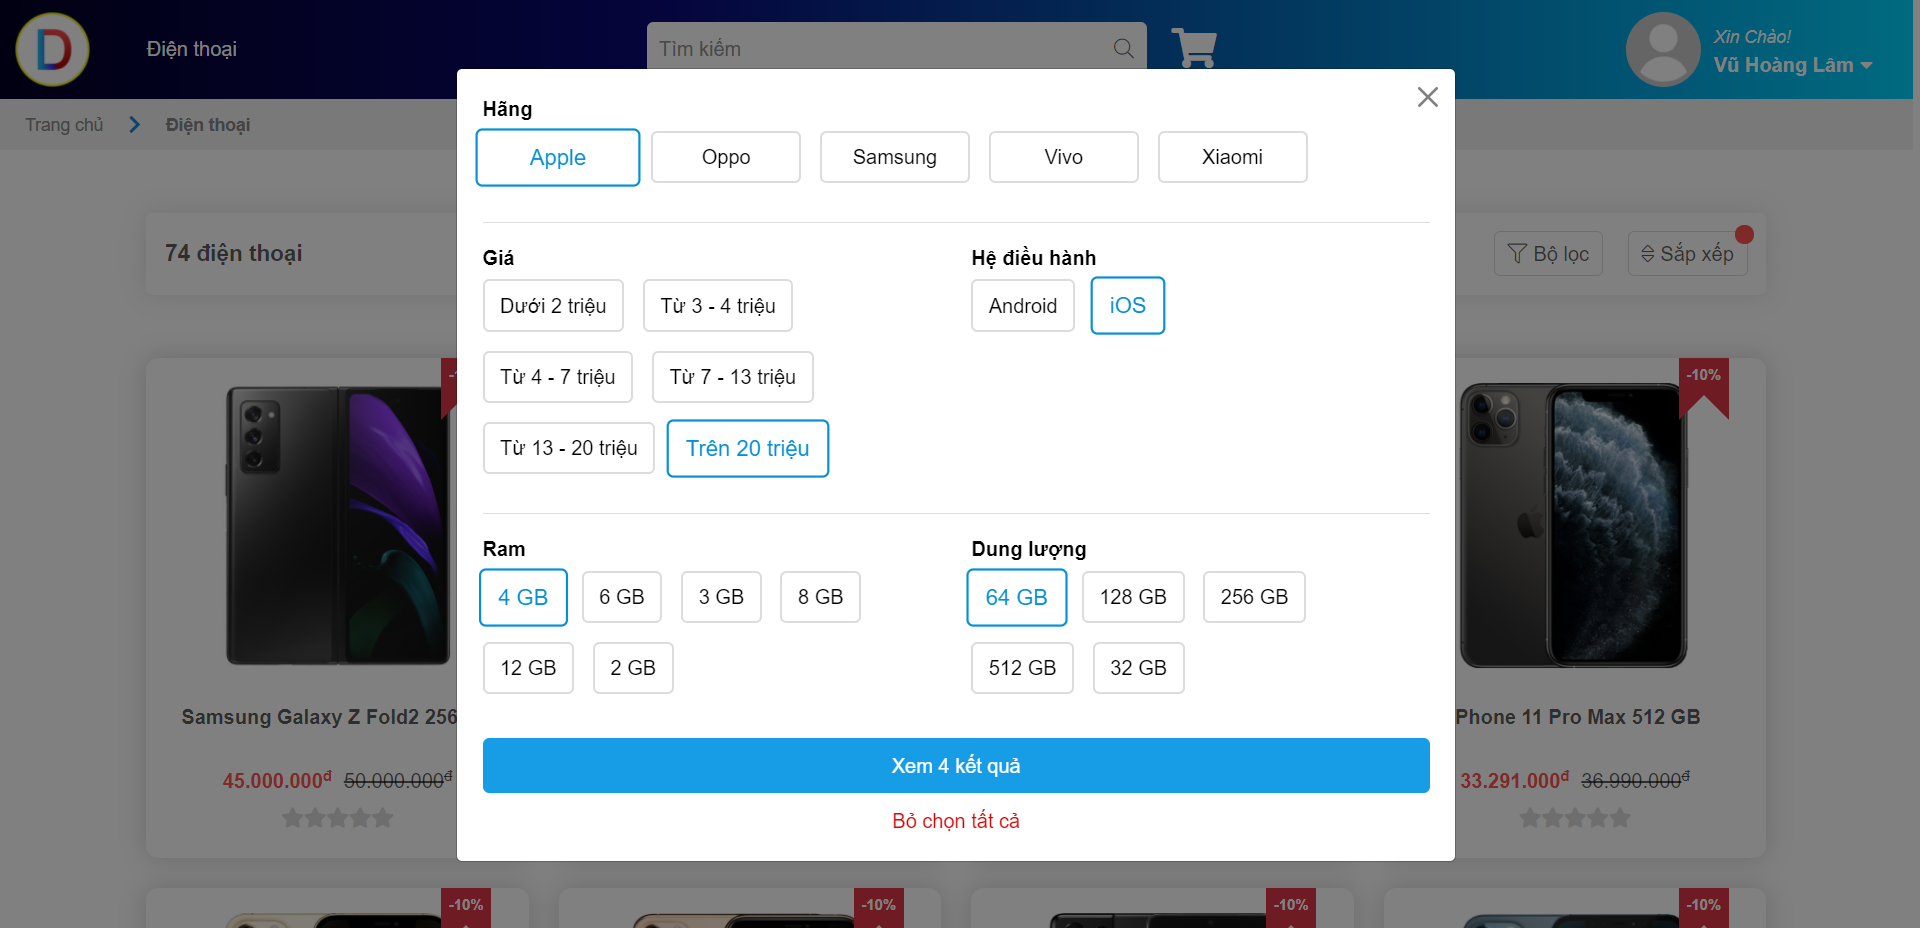 D
Điện thoại
Tìm kiếm
Xin Chào!
Vũ Hoàng Lâm
Trang chủ
Điện thoại
74 điện thoại
Bộ lọc
Sắp xếp
Hãng
Apple
Oppo
Samsung
Vivo
Xiaomi
Giá
Dưới 2 triệu
Từ 3 - 4 triệu
Từ 4 - 7 triệu
Từ 7 - 13 triệu
Từ 13 - 20 triệu
Trên 20 triệu
Hệ điều hành
Android
iOS
Ram
4 GB
6 GB
3 GB
8 GB
12 GB
2 GB
Dung lượng
64 GB
128 GB
256 GB
512 GB
32 GB
Xem 4 kết quả
Bỏ chọn tất cả
Samsung Galaxy Z Fold2 256
45.000.000đ 50.000.000đ
-10%
Phone 11 Pro Max 512 GB
33.291.000đ 36.990.000đ
-10%
-10%
-10%
-10%